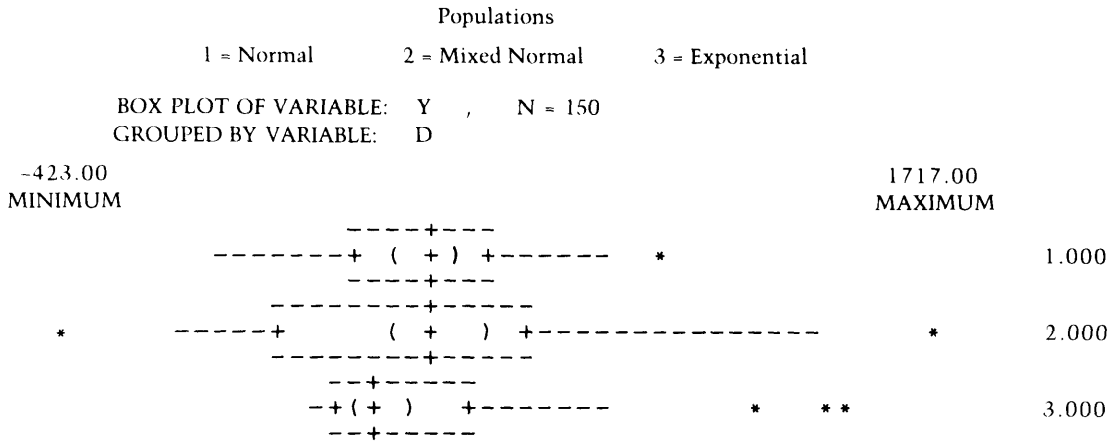 Populations
1 = Normal 2 = Mixed Normal 3 = Exponential
BOX PLOT OF VARIABLE: Y , N = 150
GROUPED BY VARIABLE: D
-423.00 1717.00
MINIMUM MAXIMUM
- - - - - + - - - -
- - - - - - - - + ( + ) + - - - - - - - * 1.000
- - - - - + - - - -
- - - - - - - - - - + - - - - - -
* - - - - - - + ( + ) + - - - - - - - - - - - - - - - * 2.000
- - - - - - - - - - + - - - - - -
- - + - - - - - -
- + ( + ) + - - - - - - - - * * * 3.000
- - + - - - - - -